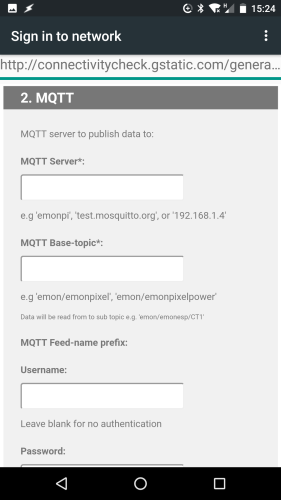 15:24
Sign in to network
http://connectivitycheck.gstatic.com/genera...
2. MQTT
MQTT server to publish data to:
MQTT Server*:
e.g 'emonpi', 'test.mosquitto.org', or '192.168.1.4'
MQTT Base-topic*:
e.g 'emon/emonpixel', 'emon/emonpixelpower'
Data will be read from to sub topic e.g. 'emon/emonesp/CT1'
MQTT Feed-name prefix:
Username:
Leave blank for no authentication
Password: